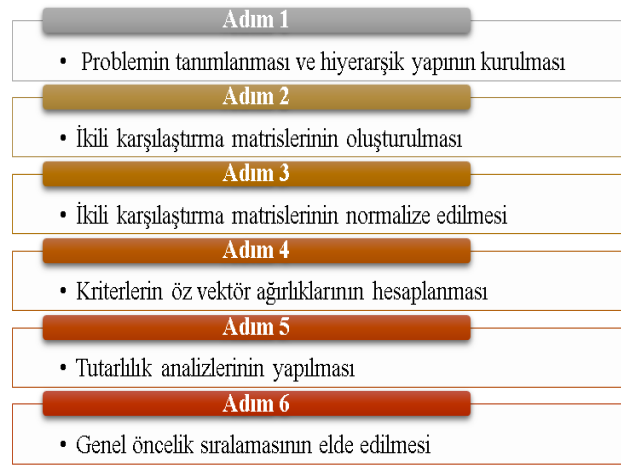 Adım 1
• Problemin tanımlanması ve hiyerarşik yapının kurulması
Adım 2
• İkili karşılaştırma matrislerinin oluşturulması
Adım 3
• İkili karşılaştırma matrislerinin normalize edilmesi
Adım 4
• Kriterlerin öz vektör ağırlıklarının hesaplanması
Adım 5
• Tutarlılık analizlerinin yapılması
Adım 6
• Genel öncelik sıralamasının elde edilmesi